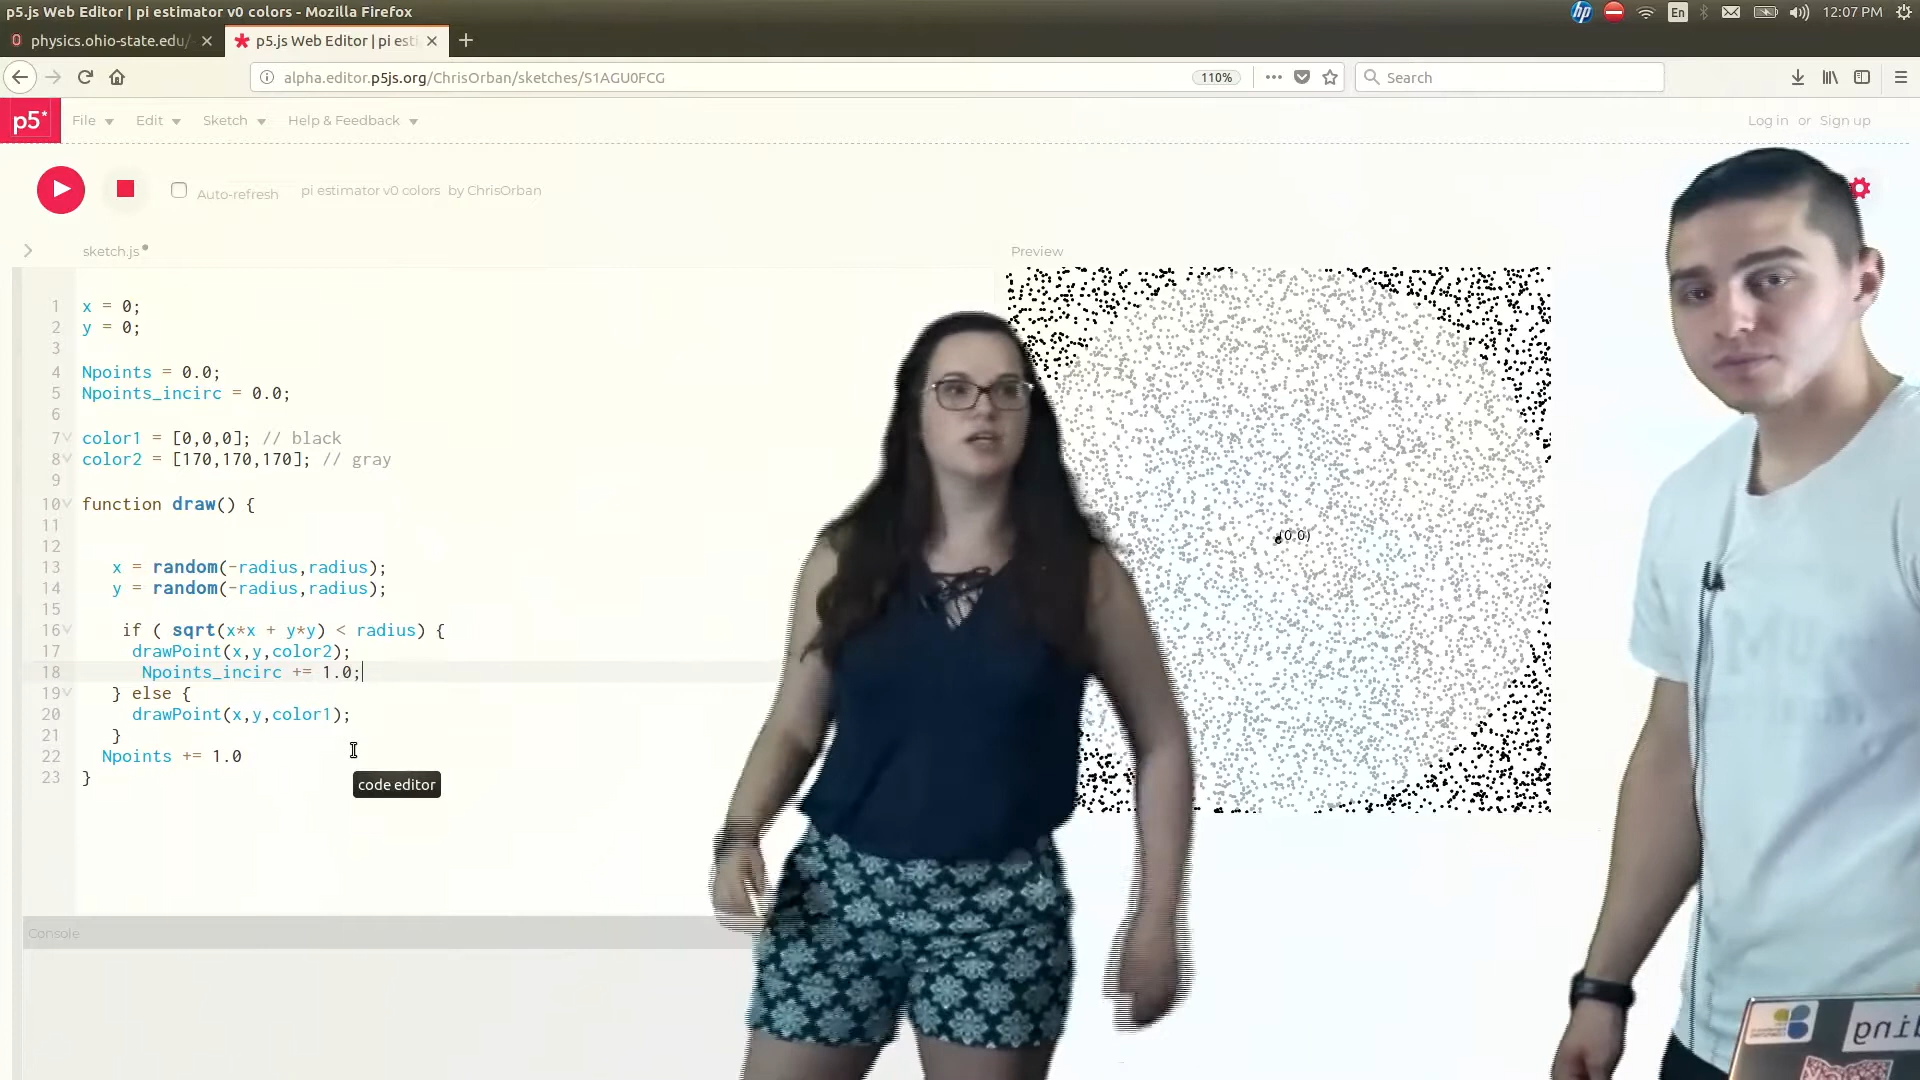 p5.js Web Editor | pi estimator v0 colors - Mozilla Firefox
hp
En
12:07 PM
physics.ohio-state.edu/
p5.js Web Editor | pi esti
alpha.editor.p5js.org/ChrisOrban/sketches/S1AGU0FCG
110%
Search
p5*
File
Edit
Sketch
Help & Feedback
Log in or Sign up
Auto-refresh
pi estimator v0 colors by ChrisOrban
sketch.js
Preview
1 x = 0;
2 y = 0;
3
4 Npoints = 0.0;
5 Npoints_incirc = 0.0;
6
7 color1 = [0,0,0]; // black
8 color2 = [170,170,170]; // gray
9
10 function draw() {
11
12
13 x = random(-radius,radius);
14 y = random(-radius,radius);
15
16 if ( sqrt(x*x + y*y) < radius) {
17 drawPoint(x,y,color2);
18 Npoints_incirc += 1.0;
19 } else {
20 drawPoint(x,y,color1);
21 }
22 Npoints += 1.0
23 }
code editor
(0,0)
Console